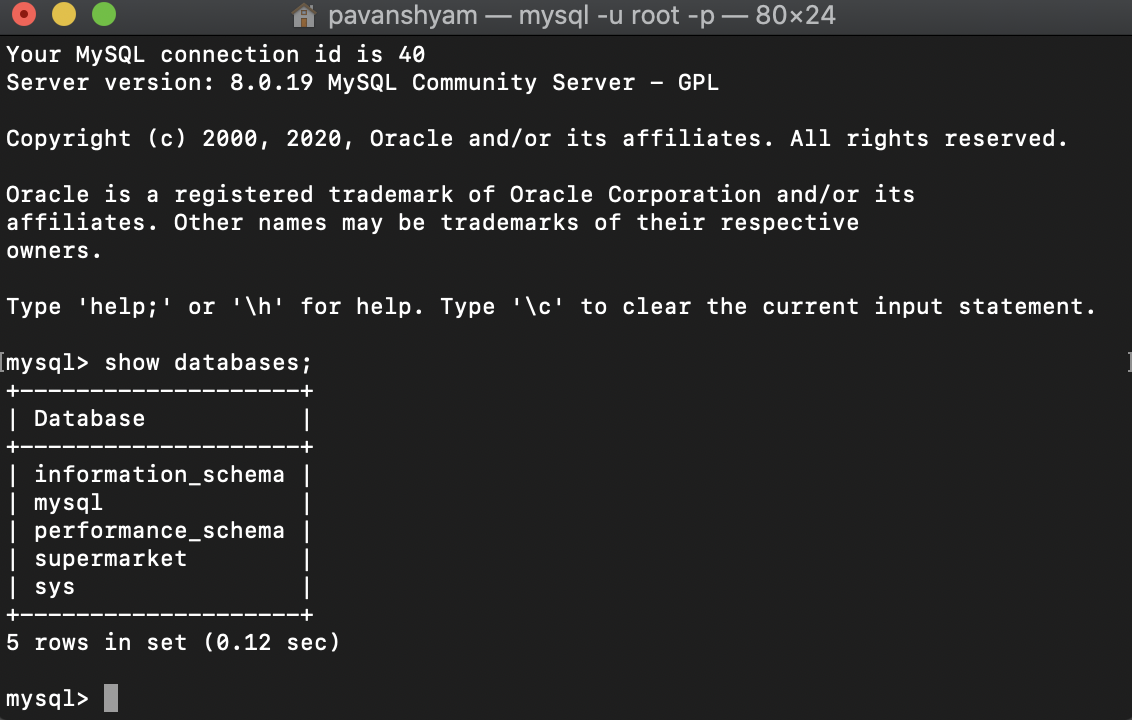 pavanshyam — mysql -u root -p — 80×24
Your MySQL connection id is 40
Server version: 8.0.19 MySQL Community Server - GPL
Copyright (c) 2000, 2020, Oracle and/or its affiliates. All rights reserved.
Oracle is a registered trademark of Oracle Corporation and/or its
affiliates. Other names may be trademarks of their respective
owners.
Type 'help;' or '\h' for help. Type '\c' to clear the current input statement.
mysql> show databases;
+--------------------+
| Database           |
+--------------------+
| information_schema |
| mysql              |
| performance_schema |
| supermarket        |
| sys                |
+--------------------+
5 rows in set (0.12 sec)
mysql>